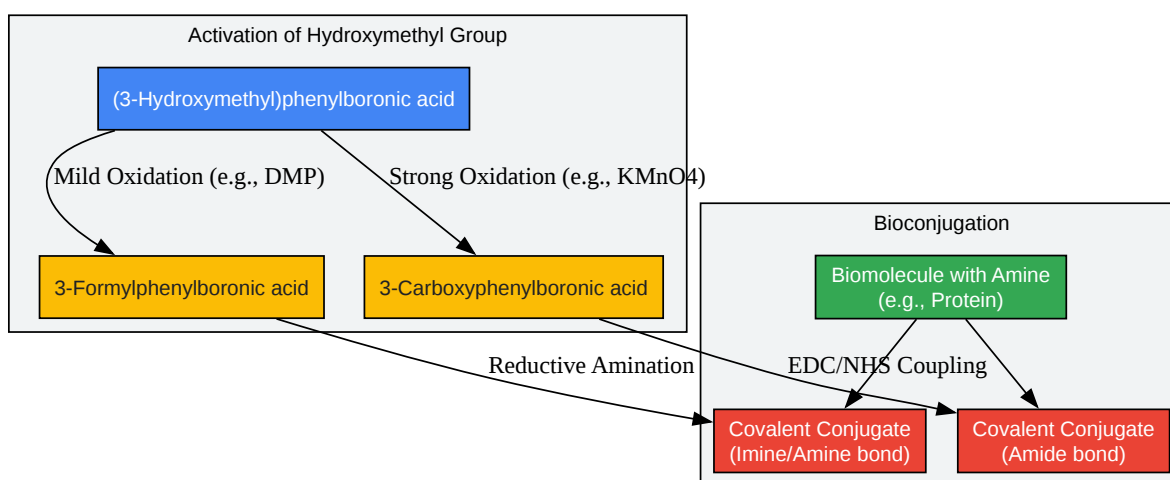 Activation of Hydroxymethyl Group
(3-Hydroxymethyl)phenylboronic acid
Mild Oxidation (e.g., DMP)
Strong Oxidation (e.g., KMnO4)
3-Formylphenylboronic acid
3-Carboxyphenylboronic acid
Bioconjugation
Biomolecule with Amine
(e.g., Protein)
Reductive Amination
EDC/NHS Coupling
Covalent Conjugate
(Imine/Amine bond)
Covalent Conjugate
(Amide bond)